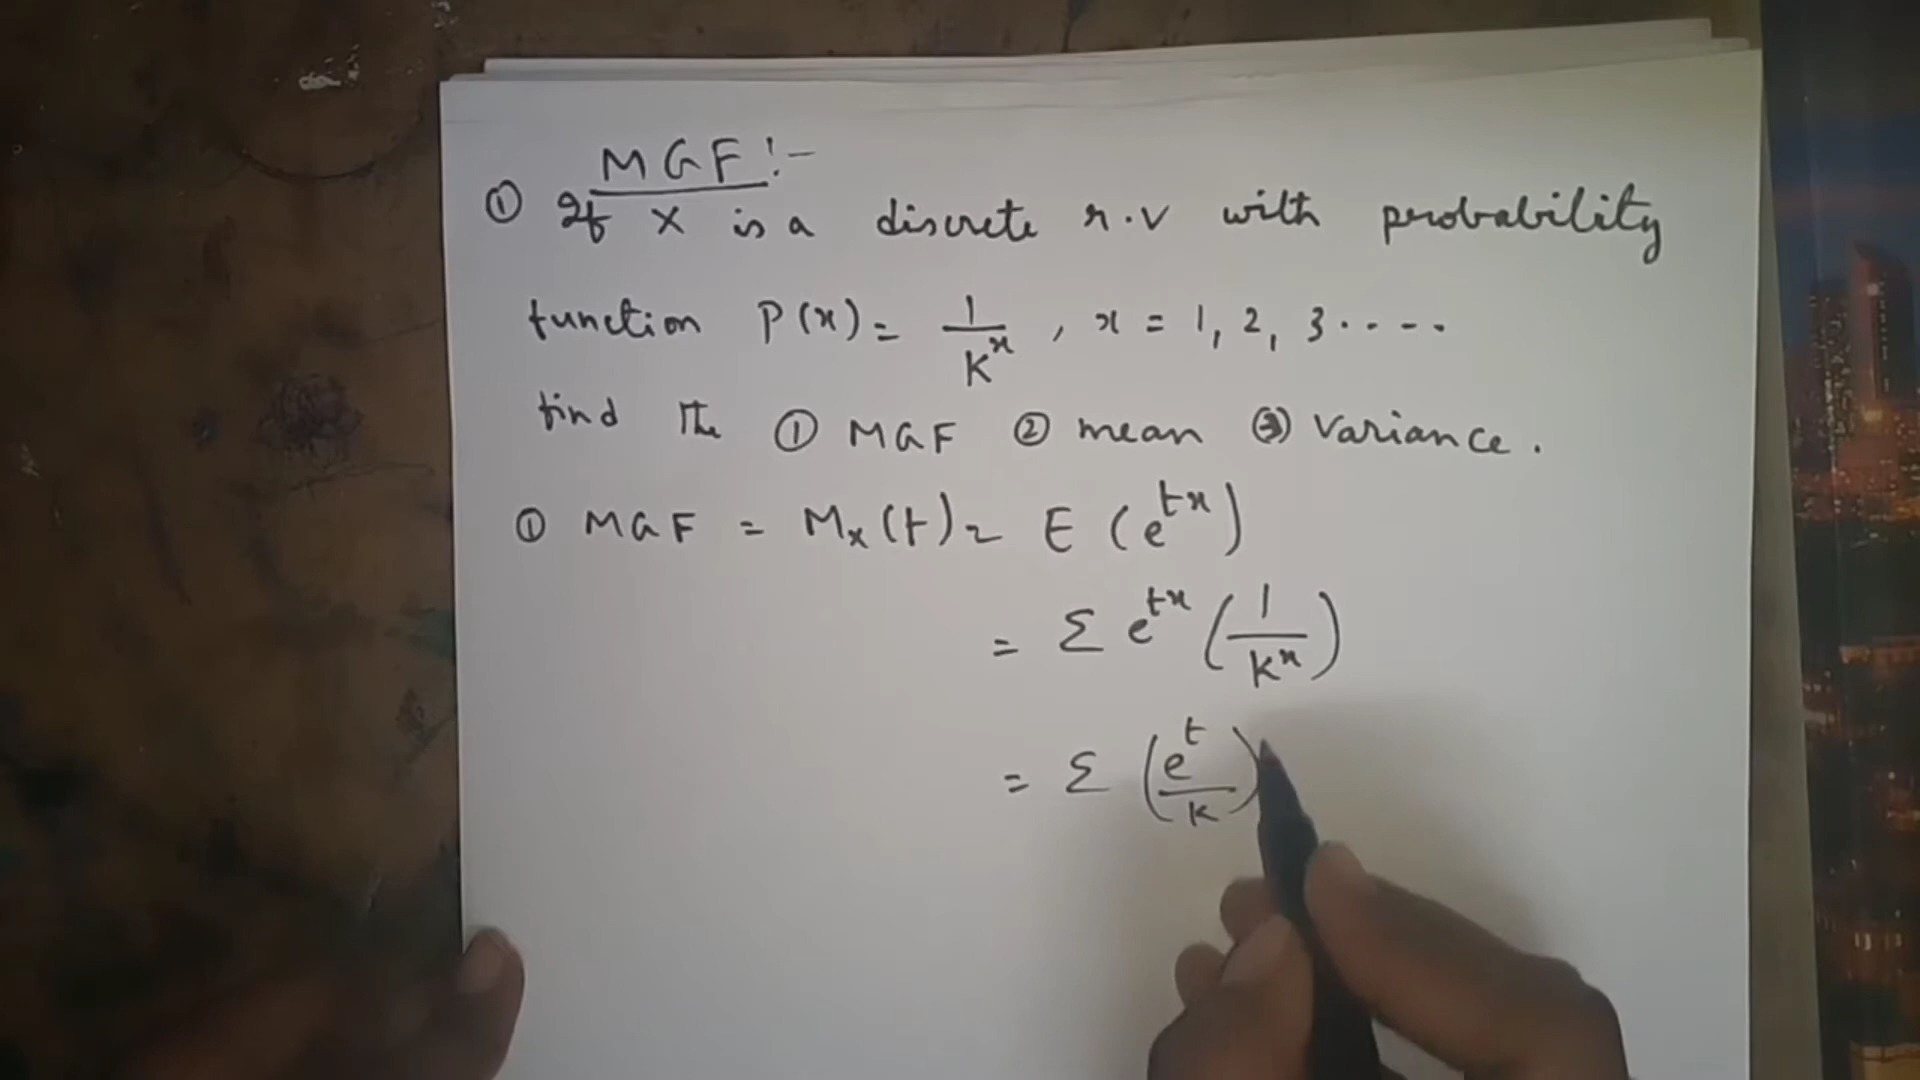 MGF:-
① If X is a discrete r.v with probability
function P(x) = 1/K^x , x = 1, 2, 3.....
find the ① MGF ② mean ③ variance.
① MGF = Mx(t) = E(e^tx)
= Σ e^tx (1/K^x)
= Σ (e^t/K)